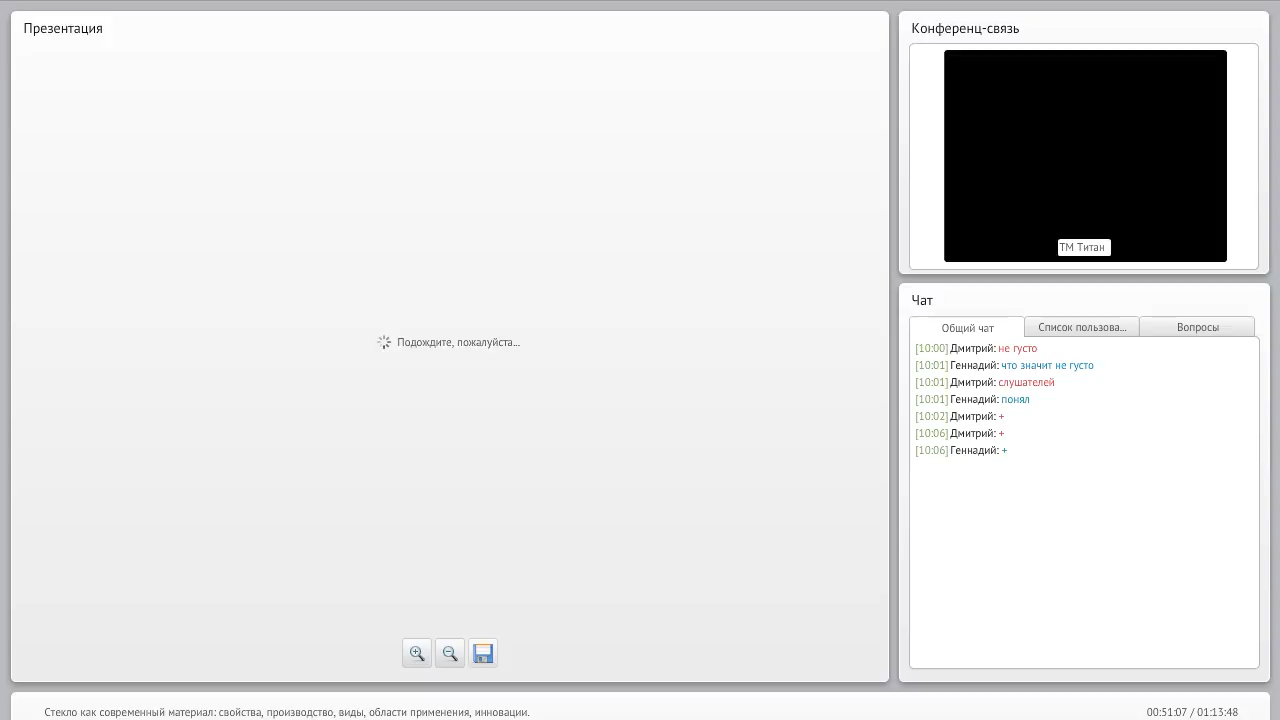 Презентация
Подождите, пожалуйста...
Конференц-связь
ТМ Титан
Чат
Общий чат
Список пользова...
Вопросы
[10:00] Дмитрий: не густо
[10:01] Геннадий: что значит не густо
[10:01] Дмитрий: слушателей
[10:01] Геннадий: понял
[10:02] Дмитрий: +
[10:06] Дмитрий: +
[10:06] Геннадий: +
Стекло как современный материал: свойства, производство, виды, области применения, инновации.
00:51:07 / 01:13:48